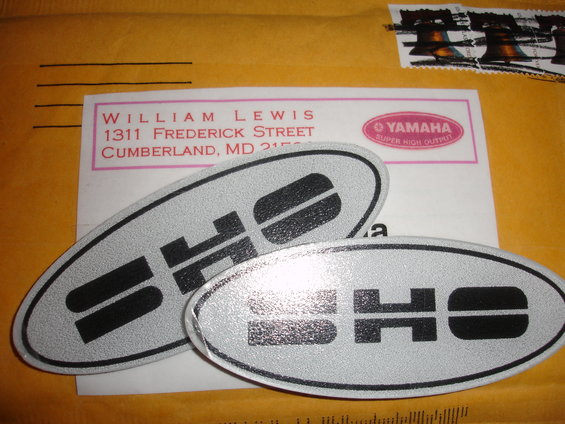 WILLIAM LEWIS
1311 FREDERICK STREET
CUMBERLAND, MD
YAMAHA
SUPER HIGH OUTPUT
SHO
SHO